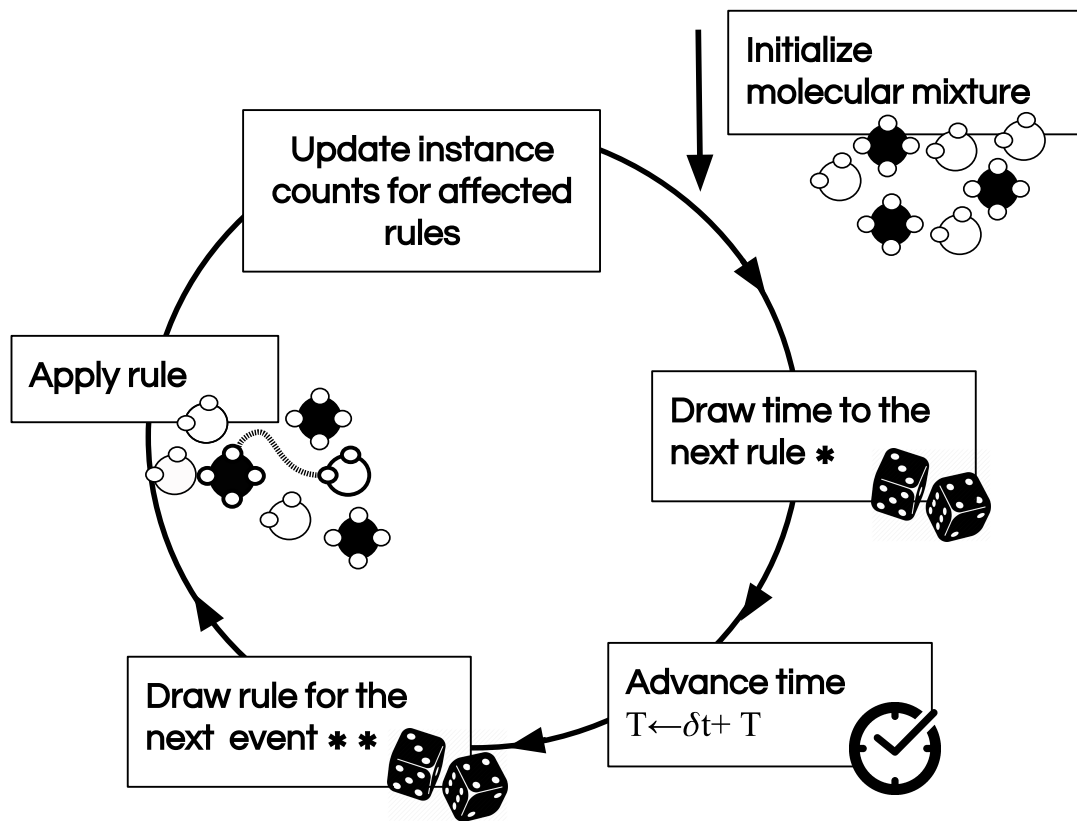 Initialize
molecular mixture
Update instance
counts for affected
rules
Draw time to the
next rule *
Advance time
T←δt+ T
Draw rule for the
next event * *
Apply rule